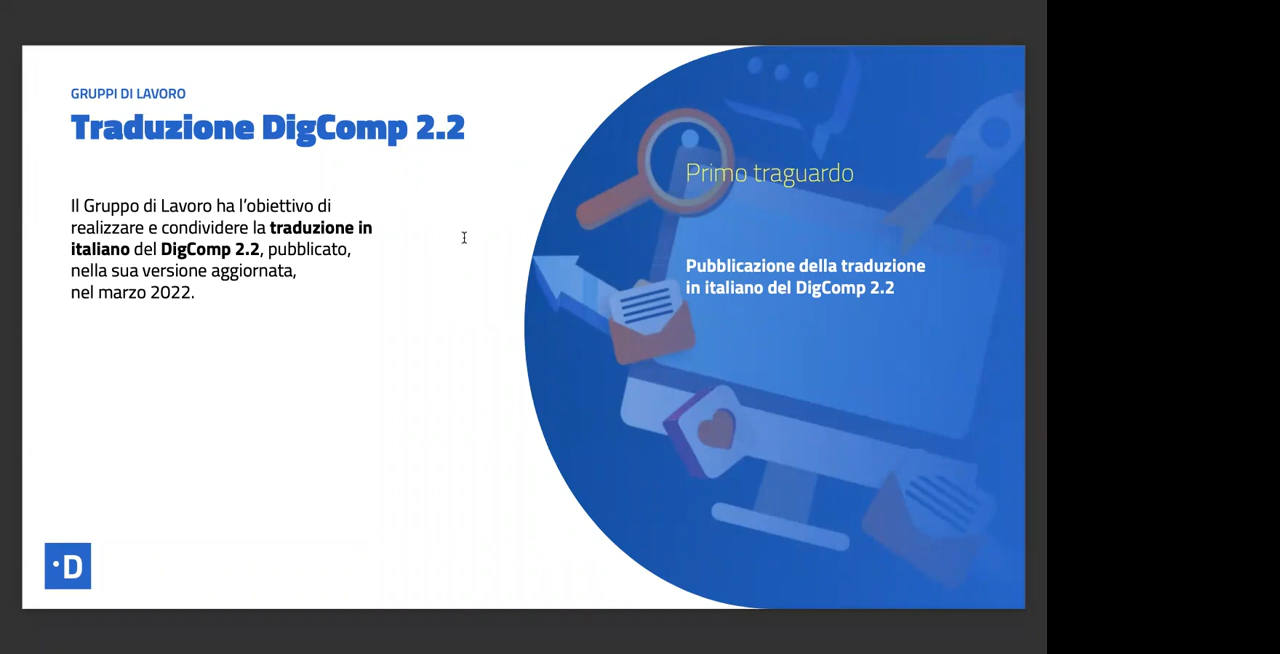 GRUPPI DI LAVORO
Traduzione DigComp 2.2
Il Gruppo di Lavoro ha l’obiettivo di
realizzare e condividere la traduzione in
italiano del DigComp 2.2, pubblicato,
nella sua versione aggiornata,
nel marzo 2022.
Primo traguardo
Pubblicazione della traduzione
in italiano del DigComp 2.2
·D